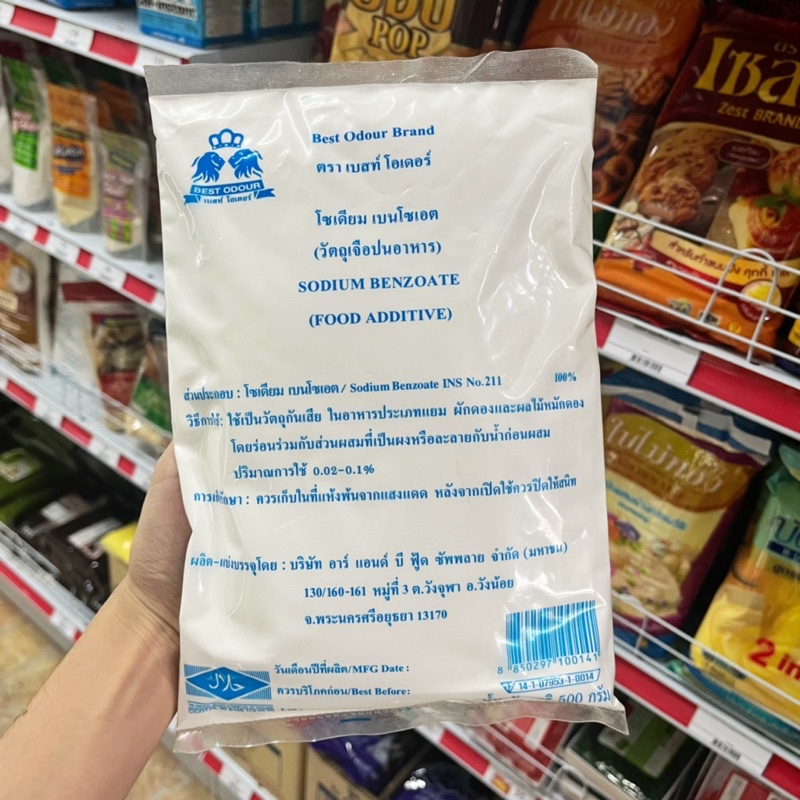 Best Odour Brand
ตรา เบสท์ โอเดอร์
BEST ODOUR
เบสท์ โอเดอร์
โซเดียม เบนโซเอต
(วัตถุเจือปนอาหาร)
SODIUM BENZOATE
(FOOD ADDITIVE)
ส่วนประกอบ : โซเดียม เบนโซเอต / Sodium Benzoate INS No.211 100%
วิธีการใช้ : ใช้เป็นวัตถุกันเสีย ในอาหารประเภทแยม ผักดองและผลไม้หมักดอง
โดยร่อนร่วมกับส่วนผสมที่เป็นผงหรือละลายกับน้ำก่อนผสม
ปริมาณการใช้ 0.02-0.1%
การเก็บรักษา : ควรเก็บในที่แห้งพ้นจากแสงแดด หลังจากเปิดใช้ควรปิดให้สนิท
ผลิต-แบ่งบรรจุโดย : บริษัท อาร์ แอนด์ บี ฟู้ด ซัพพลาย จำกัด (มหาชน)
130/160-161 หมู่ที่ 3 ต.วังจุฬา อ.วังน้อย
จ.พระนครศรีอยุธยา 13170
8 850297 100141
14-1-07953-1-0014
วันเดือนปีที่ผลิต/MFG Date :
ควรบริโภคก่อน/Best Before:
500 กรัม
حلال
POP
Zest BRAND
ใบไม้ทอง
2 in